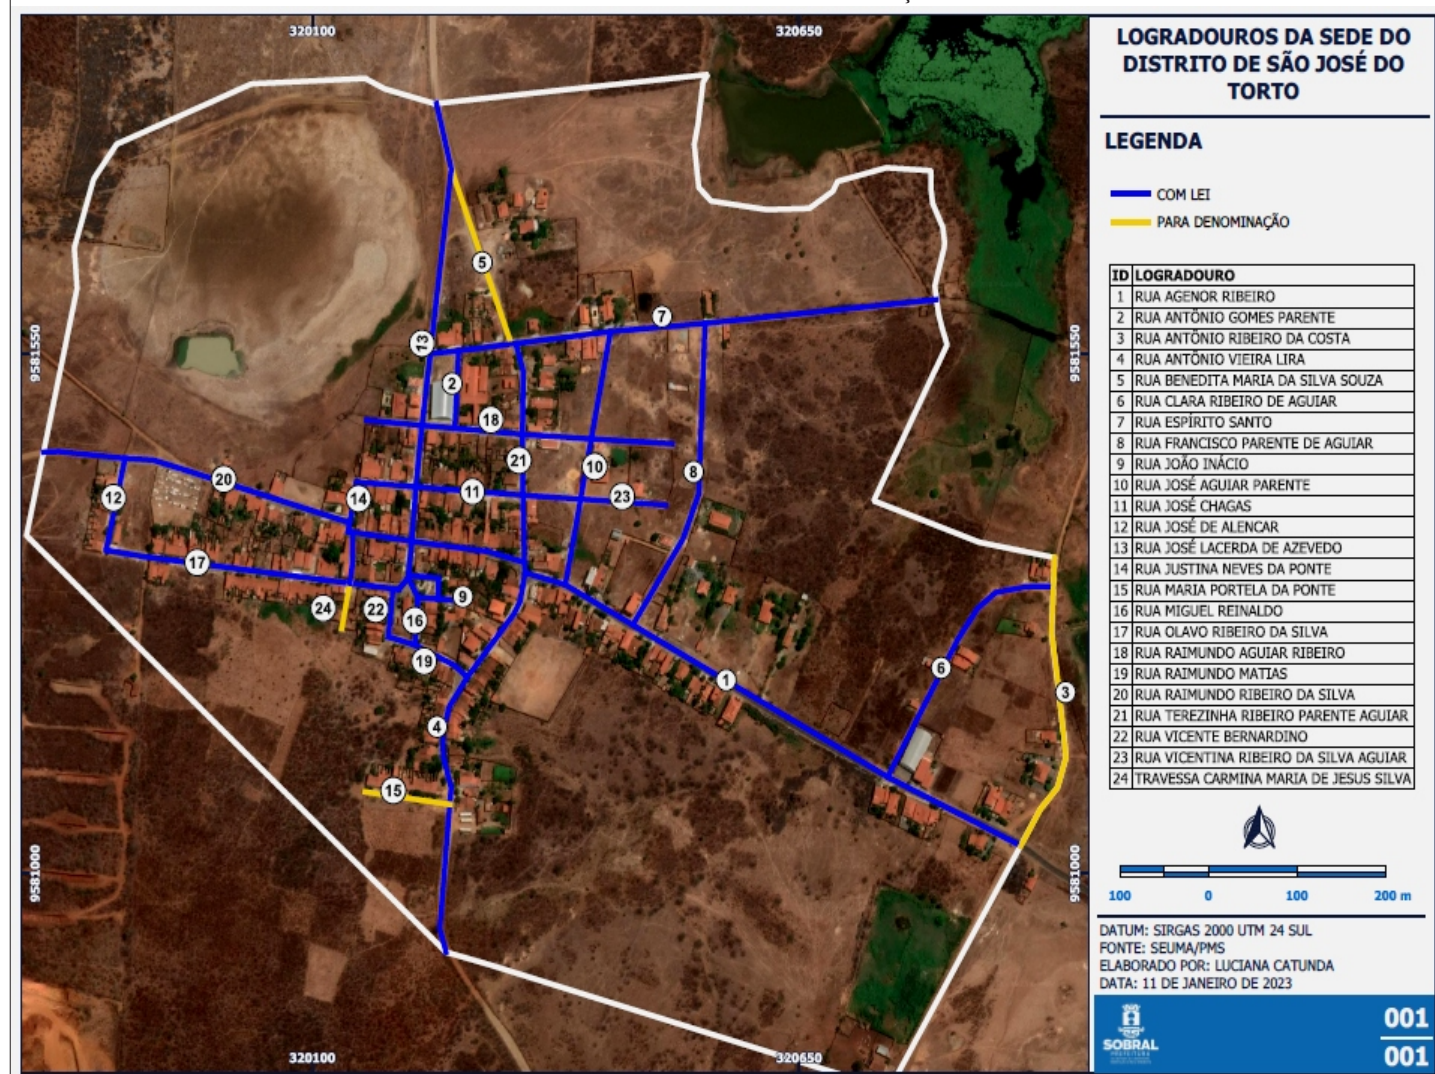 320100
320650
9581550
9581550
9581000
9581000
320100
320650
5
7
13
2
18
21
10
8
20
14
11
23
12
17
24
22
9
16
19
1
6
3
4
15
LOGRADOUROS DA SEDE DO
DISTRITO DE SÃO JOSÉ DO
TORTO
LEGENDA
COM LEI
PARA DENOMINAÇÃO
ID LOGRADOURO
1 RUA AGENOR RIBEIRO
2 RUA ANTÔNIO GOMES PARENTE
3 RUA ANTÔNIO RIBEIRO DA COSTA
4 RUA ANTÔNIO VIEIRA LIRA
5 RUA BENEDITA MARIA DA SILVA SOUZA
6 RUA CLARA RIBEIRO DE AGUIAR
7 RUA ESPÍRITO SANTO
8 RUA FRANCISCO PARENTE DE AGUIAR
9 RUA JOÃO INÁCIO
10 RUA JOSÉ AGUIAR PARENTE
11 RUA JOSÉ CHAGAS
12 RUA JOSÉ DE ALENCAR
13 RUA JOSÉ LACERDA DE AZEVEDO
14 RUA JUSTINA NEVES DA PONTE
15 RUA MARIA PORTELA DA PONTE
16 RUA MIGUEL REINALDO
17 RUA OLAVO RIBEIRO DA SILVA
18 RUA RAIMUNDO AGUIAR RIBEIRO
19 RUA RAIMUNDO MATIAS
20 RUA RAIMUNDO RIBEIRO DA SILVA
21 RUA TEREZINHA RIBEIRO PARENTE AGUIAR
22 RUA VICENTE BERNARDINO
23 RUA VICENTINA RIBEIRO DA SILVA AGUIAR
24 TRAVESSA CARMINA MARIA DE JESUS SILVA
100 0 100 200 m
DATUM: SIRGAS 2000 UTM 24 SUL
FONTE: SEUMA/PMS
ELABORADO POR: LUCIANA CATUNDA
DATA: 11 DE JANEIRO DE 2023
SOBRAL
PREFEITURA
001
001